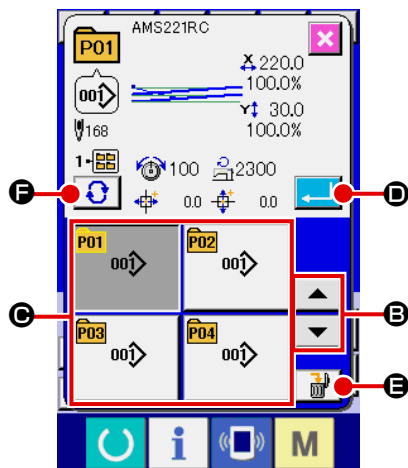 AMS221RC
P01
X 220.0
100.0%
001
Y 30.0
100.0%
168
1-
100
2300
F
D
0.0
0.0
P01
001
P02
001
C
B
P03
001
P04
001
E
i
M